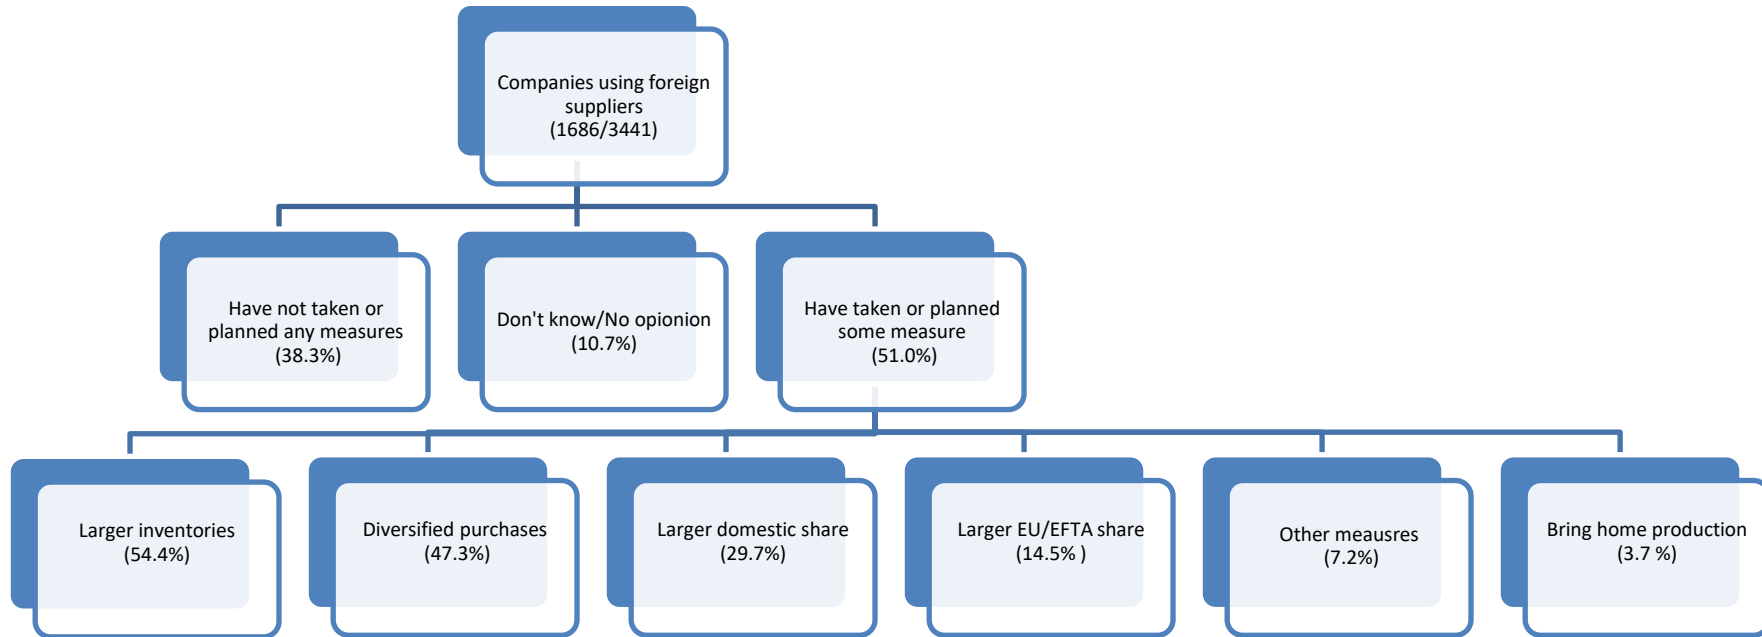 Companies using foreign
suppliers
(1686/3441)
Have not taken or
planned any measures
(38.3%)
Don't know/No opionion
(10.7%)
Have taken or planned
some measure
(51.0%)
Larger inventories
(54.4%)
Diversified purchases
(47.3%)
Larger domestic share
(29.7%)
Larger EU/EFTA share
(14.5% )
Other meausres
(7.2%)
Bring home production
(3.7 %)